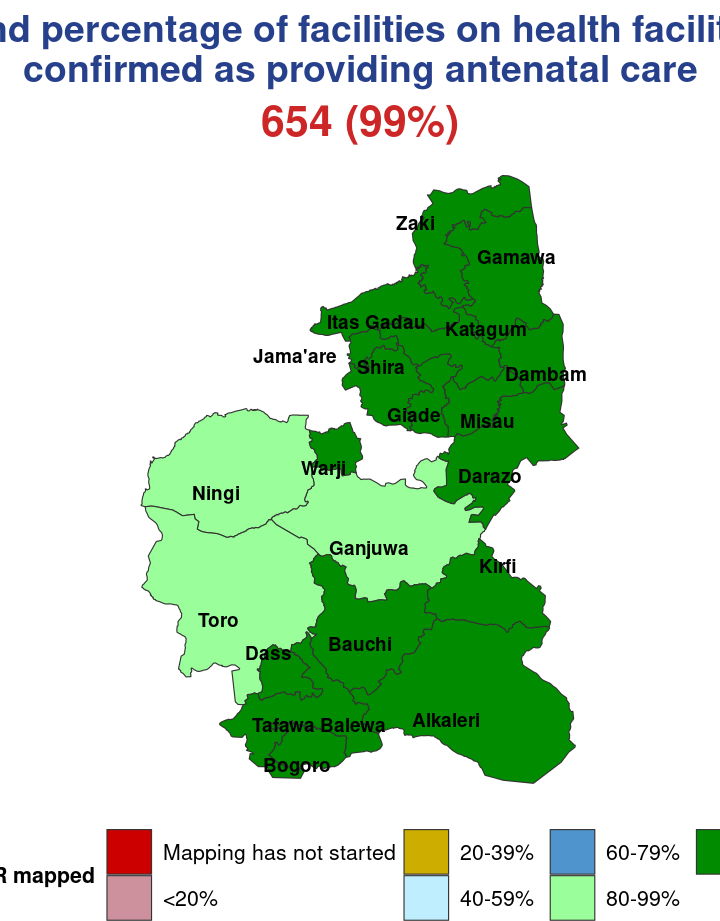 percentage of facilities on health
confirmed as providing antenatal care
654 (99%)
Zaki
Gamawa
Itas Gadau
Katagum
Jama'are
Shira
Dambam
Giade
Misau
Warji
Darazo
Ningi
Ganjuwa
Kirfi
Toro
Bauchi
Dass
Alkaleri
Tafawa Balewa
Bogoro
mapped
Mapping has not started
20-39%
60-79%
<20%
40-59%
80-99%